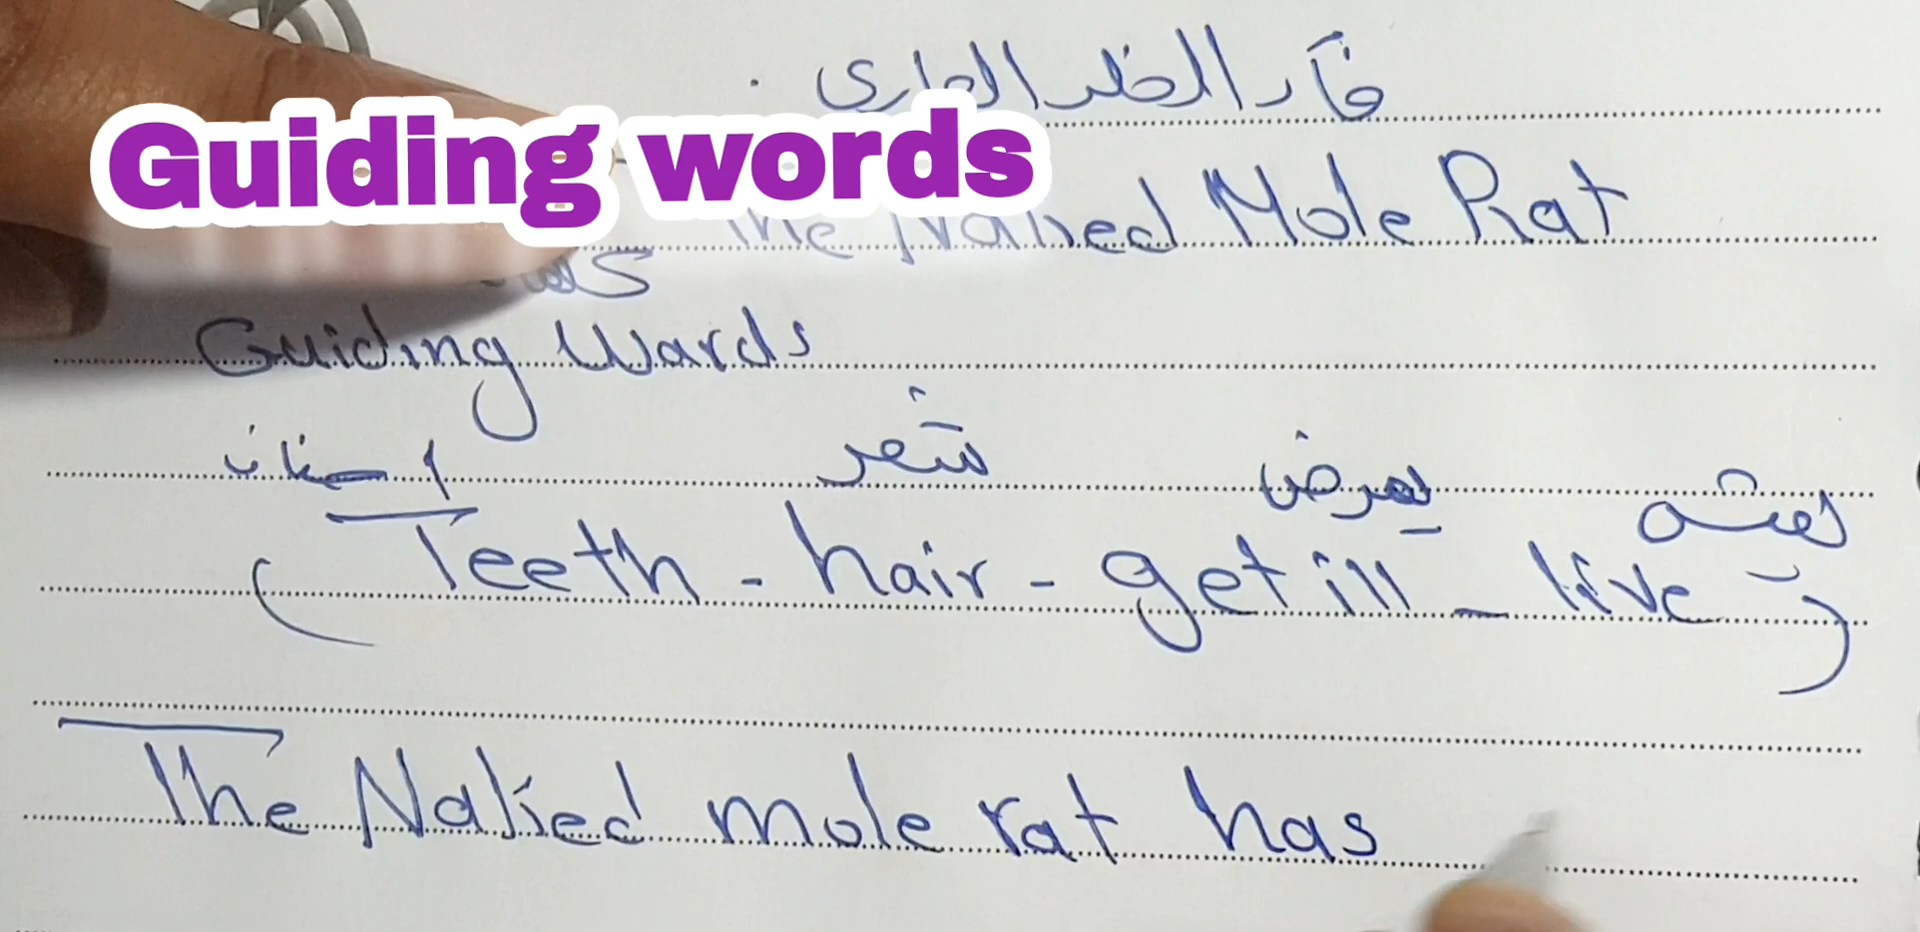 فأر الخلد العاري
Guiding words
The Naked Mole Rat
Guiding Words
أسنان شعر يمرض يعيش
(Teeth - hair - get ill - live)
The Naked mole rat has